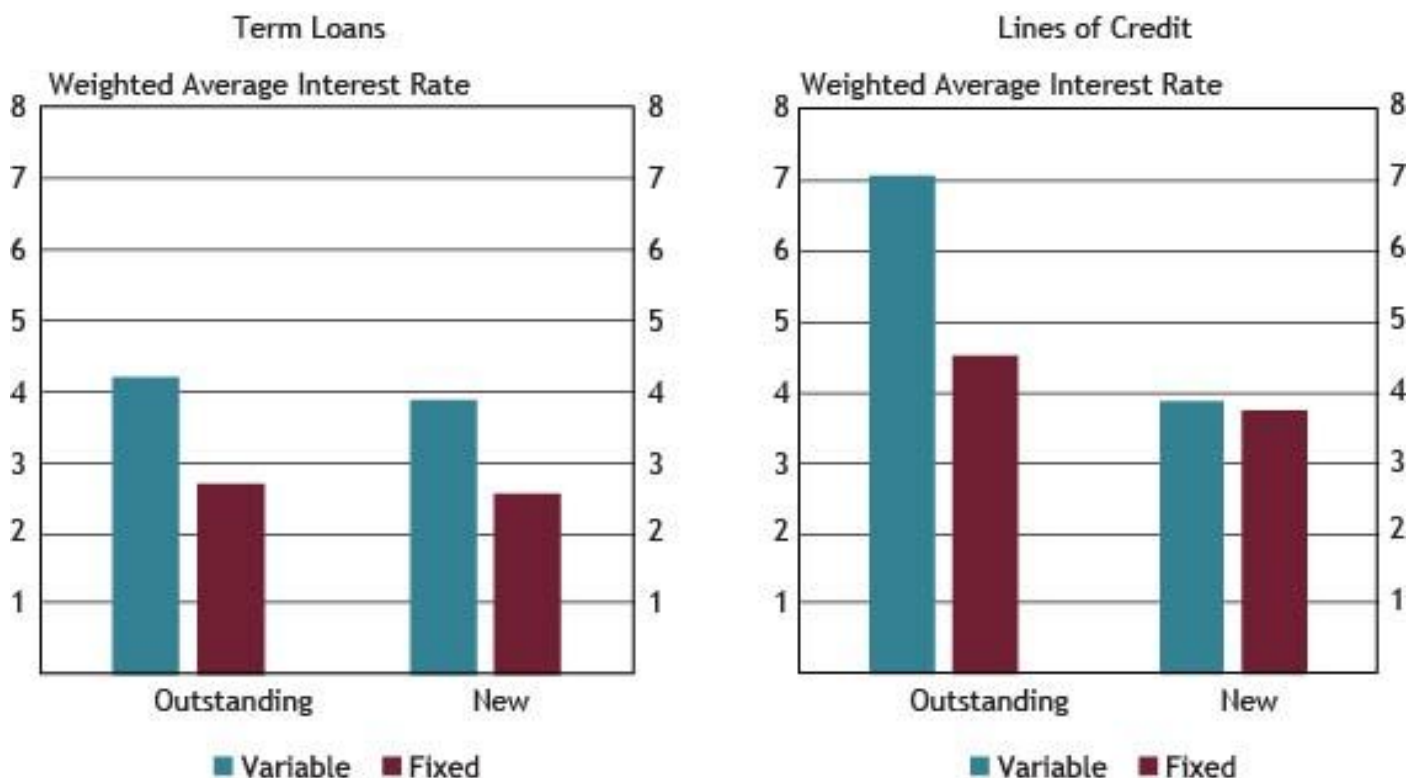 Term Loans
Weighted Average Interest Rate
8 8
7 7
6 6
5 5
4 4
3 3
2 2
1 1
Outstanding New
Variable Fixed
Lines of Credit
Weighted Average Interest Rate
8 8
7 7
6 6
5 5
4 4
3 3
2 2
1 1
Outstanding New
Variable Fixed